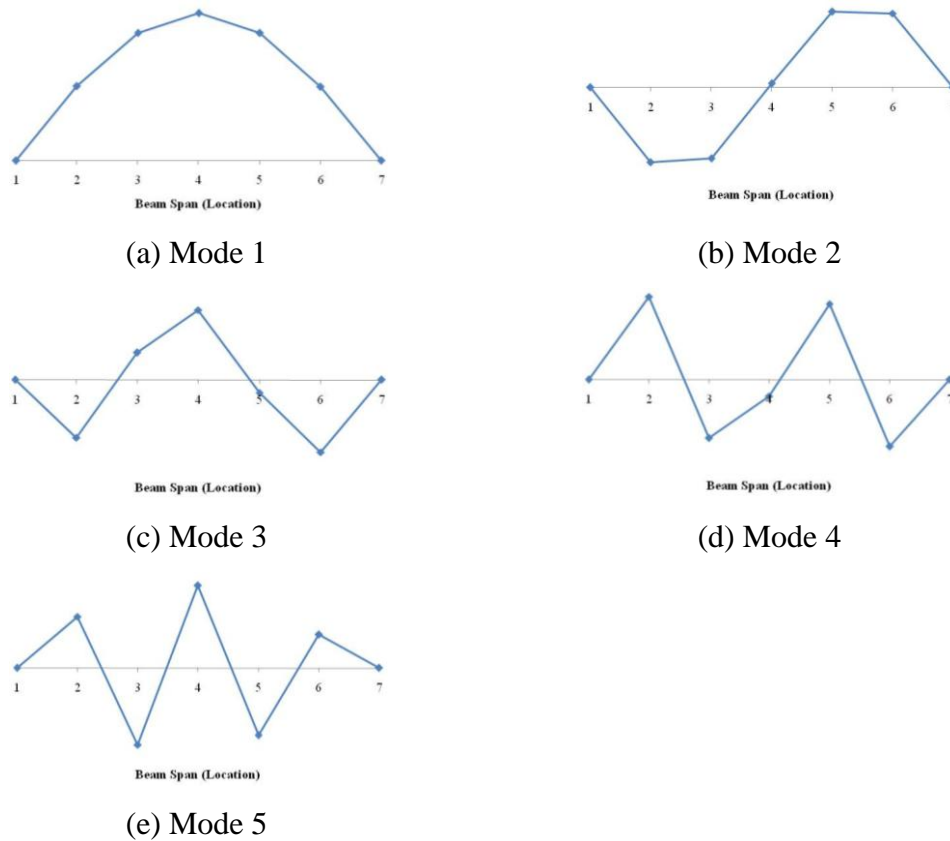 1 2 3 4 5 6 7
Beam Span (Location)
(a) Mode 1
1 2 3 4 5 6
Beam Span (Location)
(b) Mode 2
1 2 3 4 5 6 7
Beam Span (Location)
(c) Mode 3
1 2 3 4 5 6 7
Beam Span (Location)
(d) Mode 4
1 2 3 4 5 6 7
Beam Span (Location)
(e) Mode 5